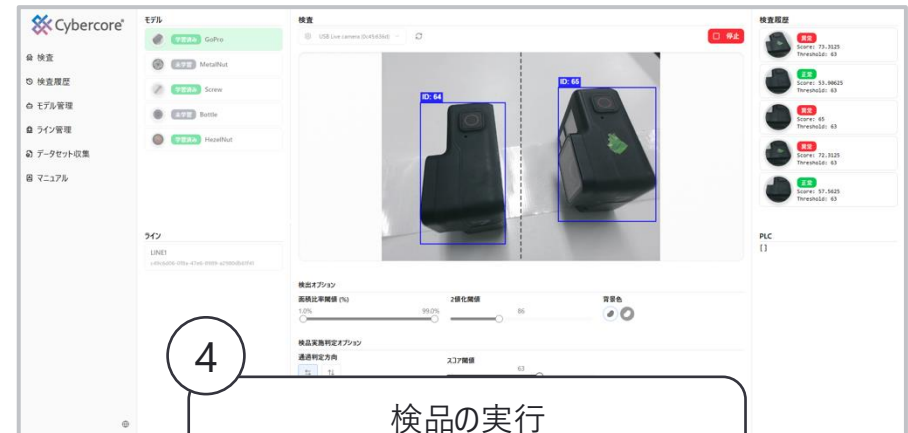 Cybercore®
検査
検査履歴
モデル管理
ライン管理
データセット収集
マニュアル
モデル
学習済み GoPro
未学習 MetalNut
学習済み Screw
未学習 Bottle
学習済み HezelNut
ライン
LINE1
検査
停止
ID: 64
ID: 65
検出オプション
面積比率閾値 (%)
1.0% 99.0%
2値化閾値
86
背景色
検品実施判定オプション
通過判定方向
スコア閾値
63
検査履歴
異常
Score: 73.3125
Threshold: 63
正常
Score: 53.90625
Threshold: 63
異常
Score: 65
Threshold: 63
異常
Score: 72.3125
Threshold: 63
正常
Score: 57.5625
Threshold: 63
PLC
[]
4
検品の実行